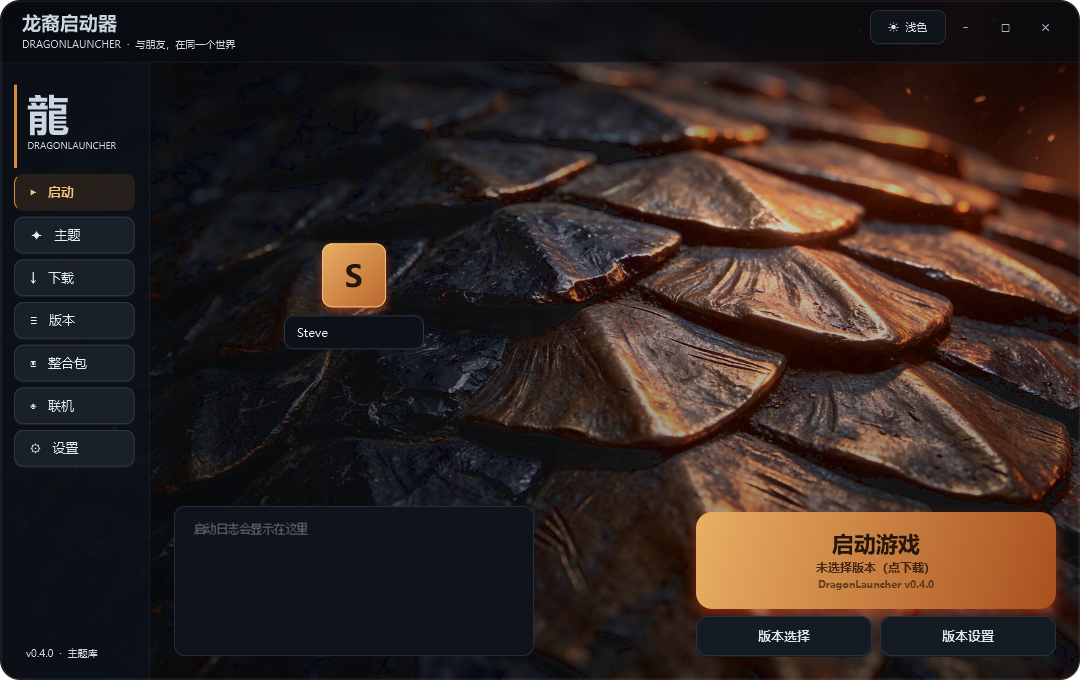 龙裔启动器
DRAGONLAUNCHER · 与朋友，在同一个世界
☀ 浅色
龍
DRAGONLAUNCHER
启动
主题
下载
版本
整合包
联机
设置
S
Steve
启动日志会显示在这里
启动游戏
未选择版本（点下载）
DragonLauncher v0.4.0
版本选择
版本设置
v0.4.0 · 主题库